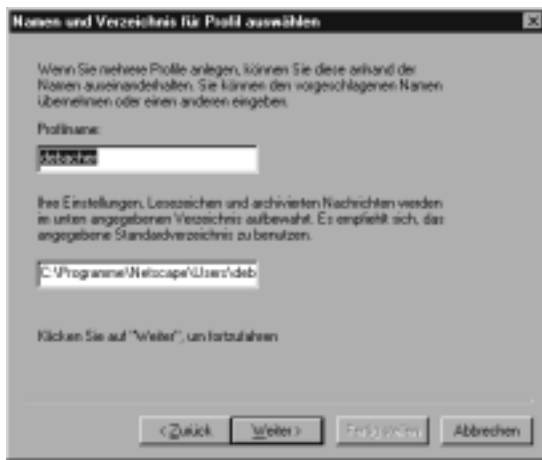 Namen und Verzeichnis für Profil auswählen
Wenn Sie mehrere Profile anlegen, können Sie diese anhand der
Namen auseinanderhalten. Sie können den vorgeschlagenen Namen
übernehmen oder einen anderen eingeben.
Profilname:
debacher
Ihre Einstellungen, Lesezeichen und archivierten Nachrichten werden
im unten angegebenen Verzeichnis aufbewahrt. Es empfiehlt sich, das
angegebene Standardverzeichnis zu benutzen.
C:\Programme\Netscape\Users\deb
Klicken Sie auf "Weiter", um fortzufahren
< Zurück Weiter > Fertigstellen Abbrechen